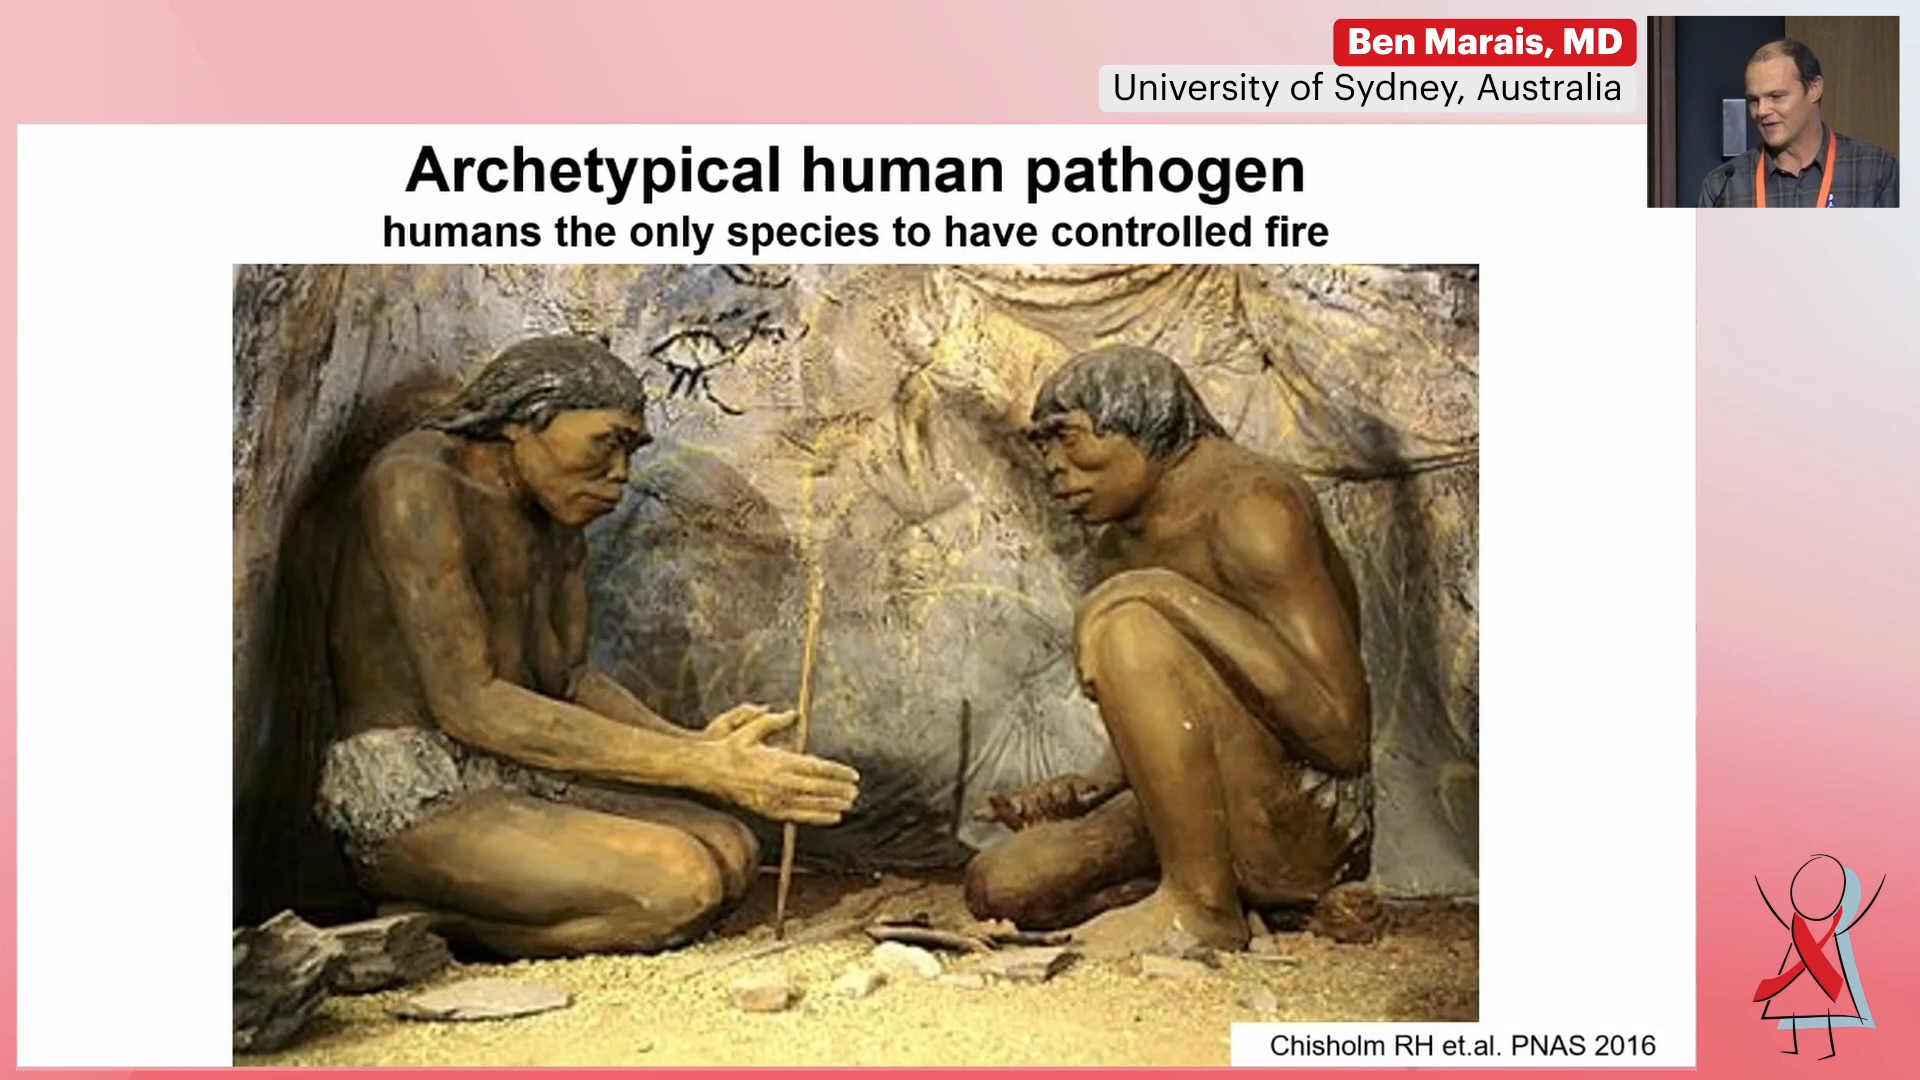 Ben Marais, MD
University of Sydney, Australia
Archetypical human pathogen
humans the only species to have controlled fire
Chisholm RH et.al. PNAS 2016